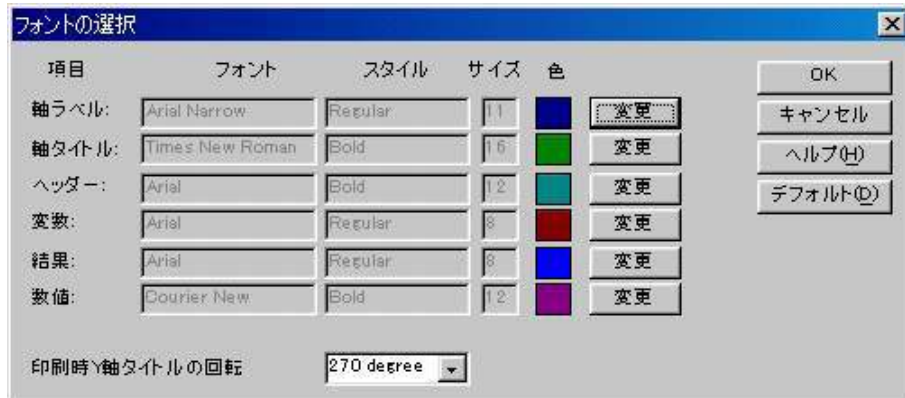 フォントの選択
項目 フォント スタイル サイズ 色
OK
軸ラベル: Arial Narrow Regular 11 変更
キャンセル
軸タイトル: Times New Roman Bold 16 変更
ヘルプ(H)
ヘッダー: Arial Bold 12 変更
デフォルト(D)
変数: Arial Regular 8 変更
結果: Arial Regular 8 変更
数値: Courier New Bold 12 変更
印刷時Y軸タイトルの回転 270 degree